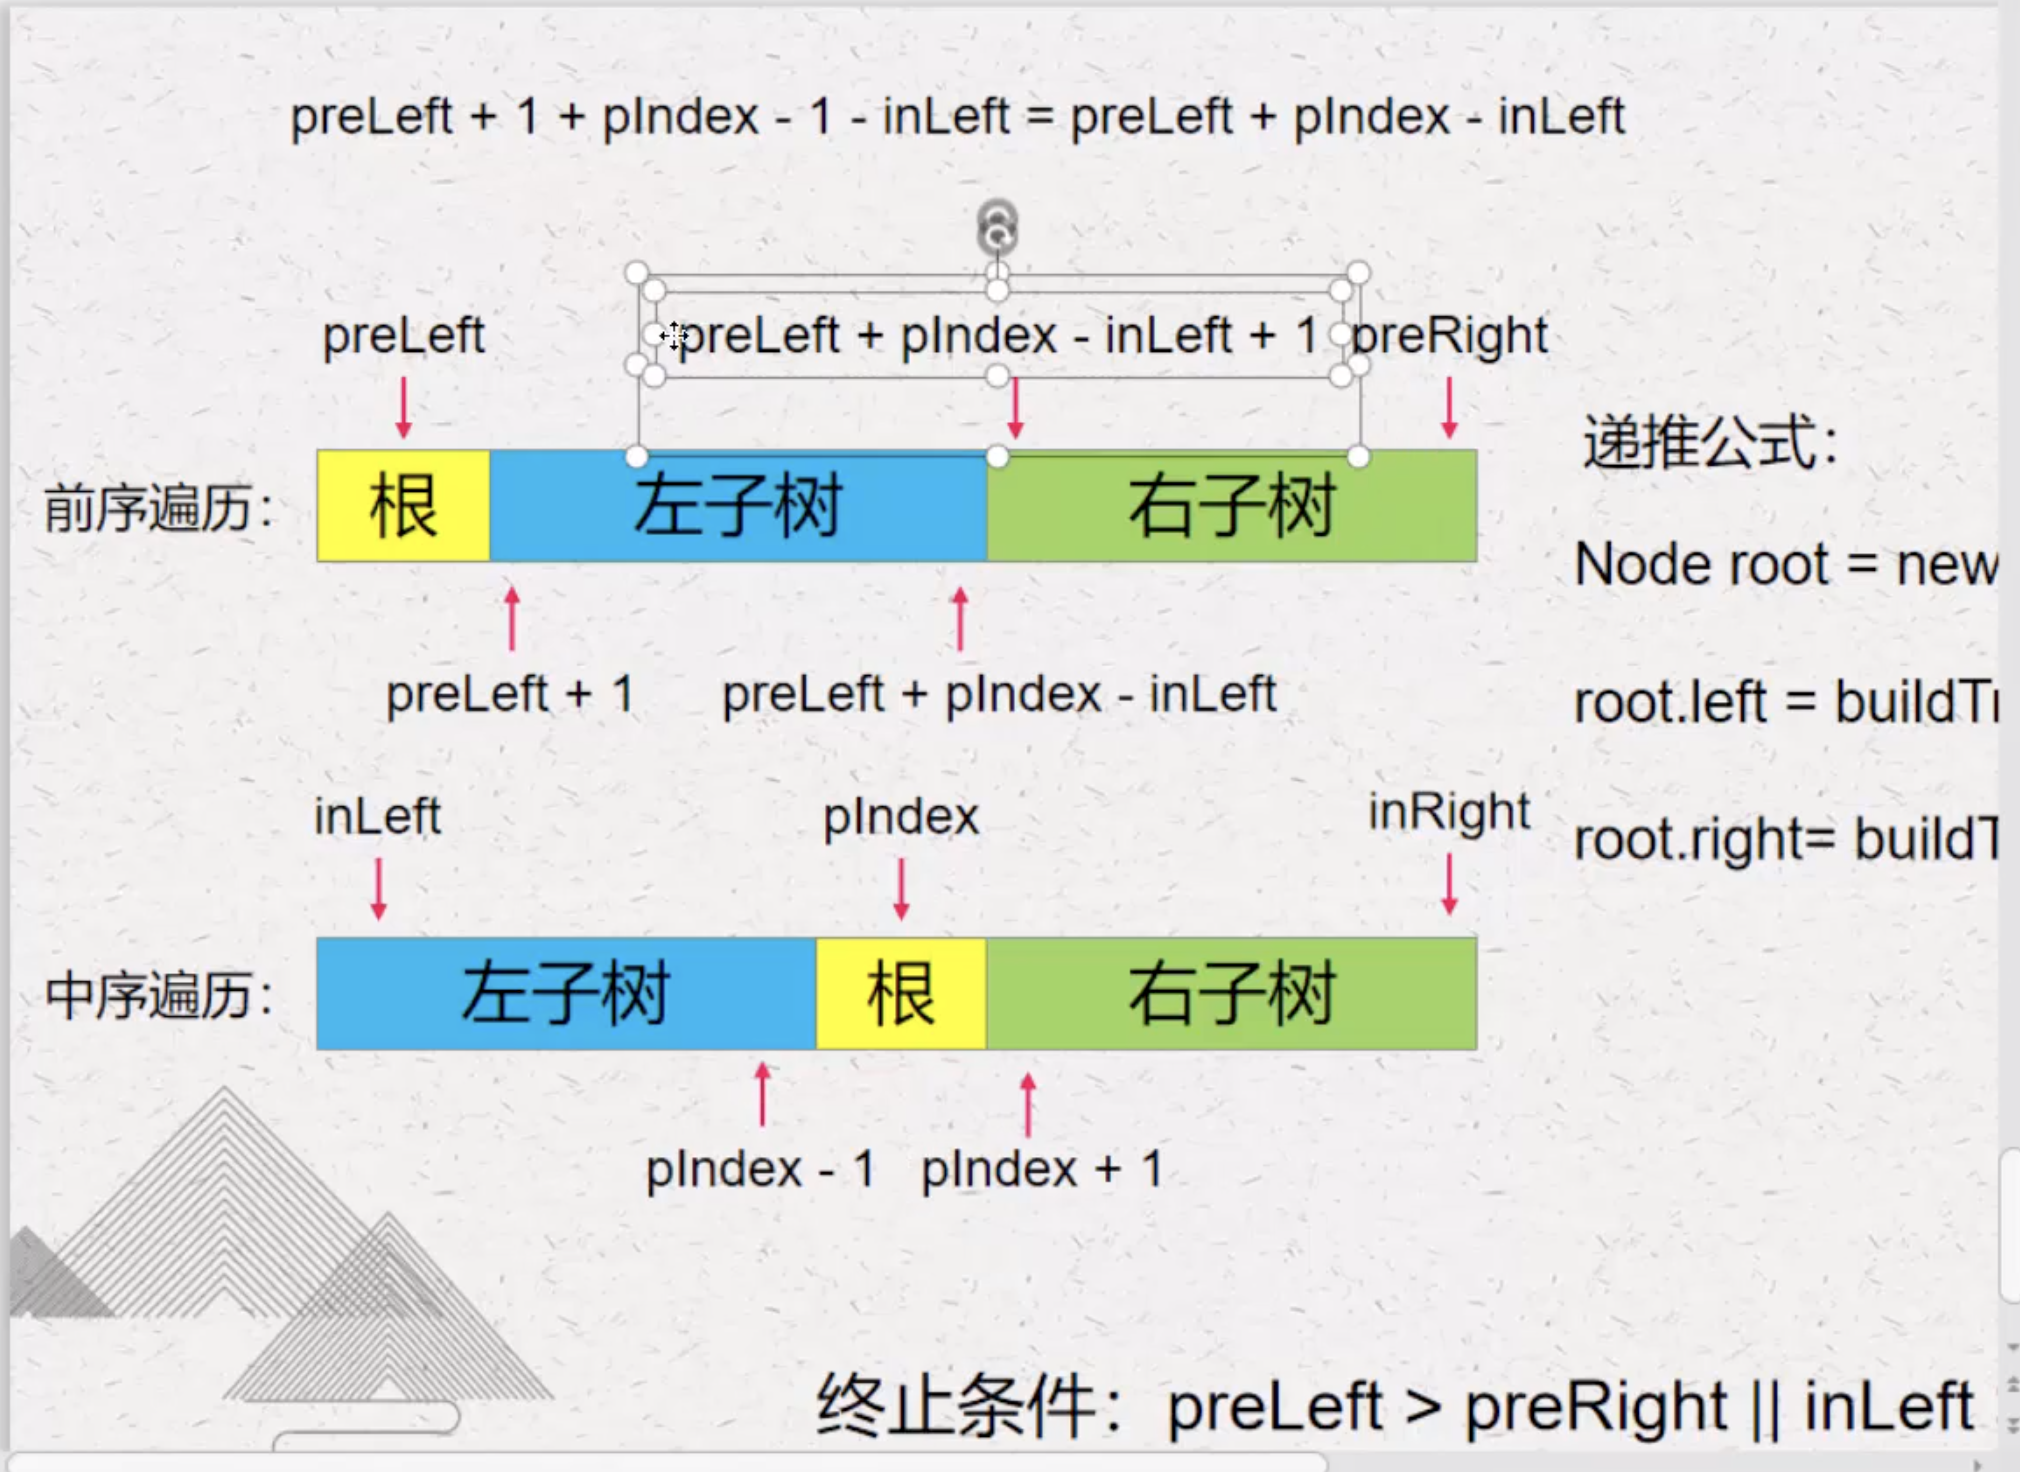 preLeft + 1 + pIndex - 1 - inLeft = preLeft + pIndex - inLeft
preLeft
preLeft + pIndex - inLeft + 1
preRight
前序遍历：
根
左子树
右子树
preLeft + 1
preLeft + pIndex - inLeft
inLeft
pIndex
inRight
中序遍历：
左子树
根
右子树
pIndex - 1
pIndex + 1
递推公式：
Node root = new
root.left = buildTr
root.right= buildT
终止条件：preLeft > preRight || inLeft